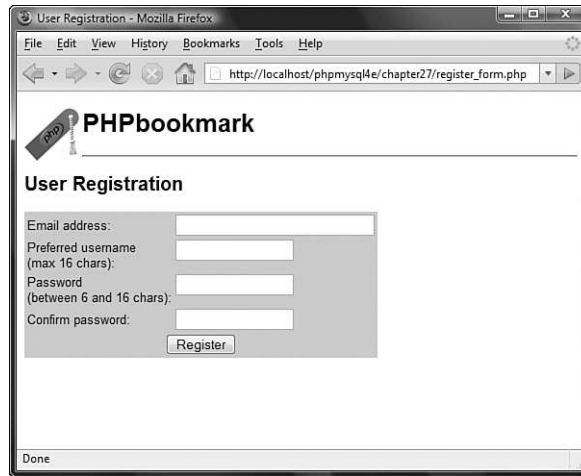 User Registration - Mozilla Firefox
File Edit View History Bookmarks Tools Help
http://localhost/phpmysql4e/chapter27/register_form.php
php
PHPbookmark
User Registration
Email address:
Preferred username
(max 16 chars):
Password
(between 6 and 16 chars):
Confirm password:
Register
Done